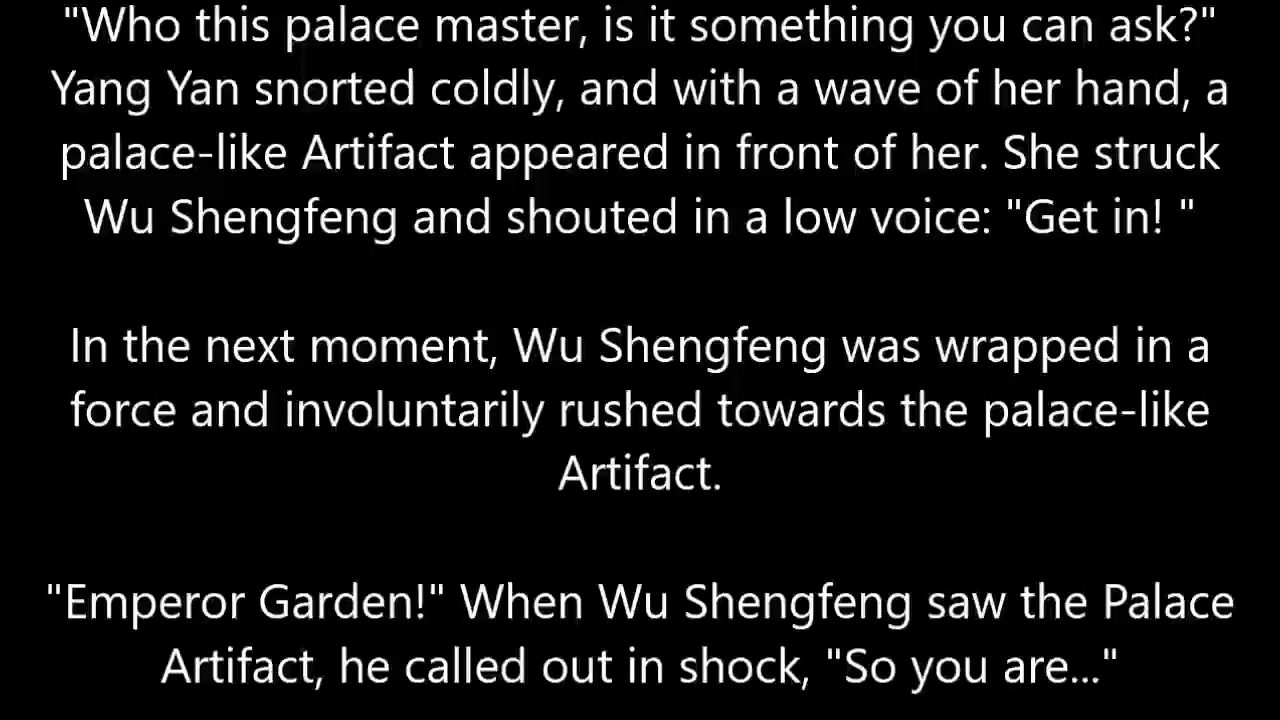 "Who this palace master, is it something you can ask?"
Yang Yan snorted coldly, and with a wave of her hand, a
palace-like Artifact appeared in front of her. She struck
Wu Shengfeng and shouted in a low voice: "Get in! "
In the next moment, Wu Shengfeng was wrapped in a
force and involuntarily rushed towards the palace-like
Artifact.
"Emperor Garden!" When Wu Shengfeng saw the Palace
Artifact, he called out in shock, "So you are..."